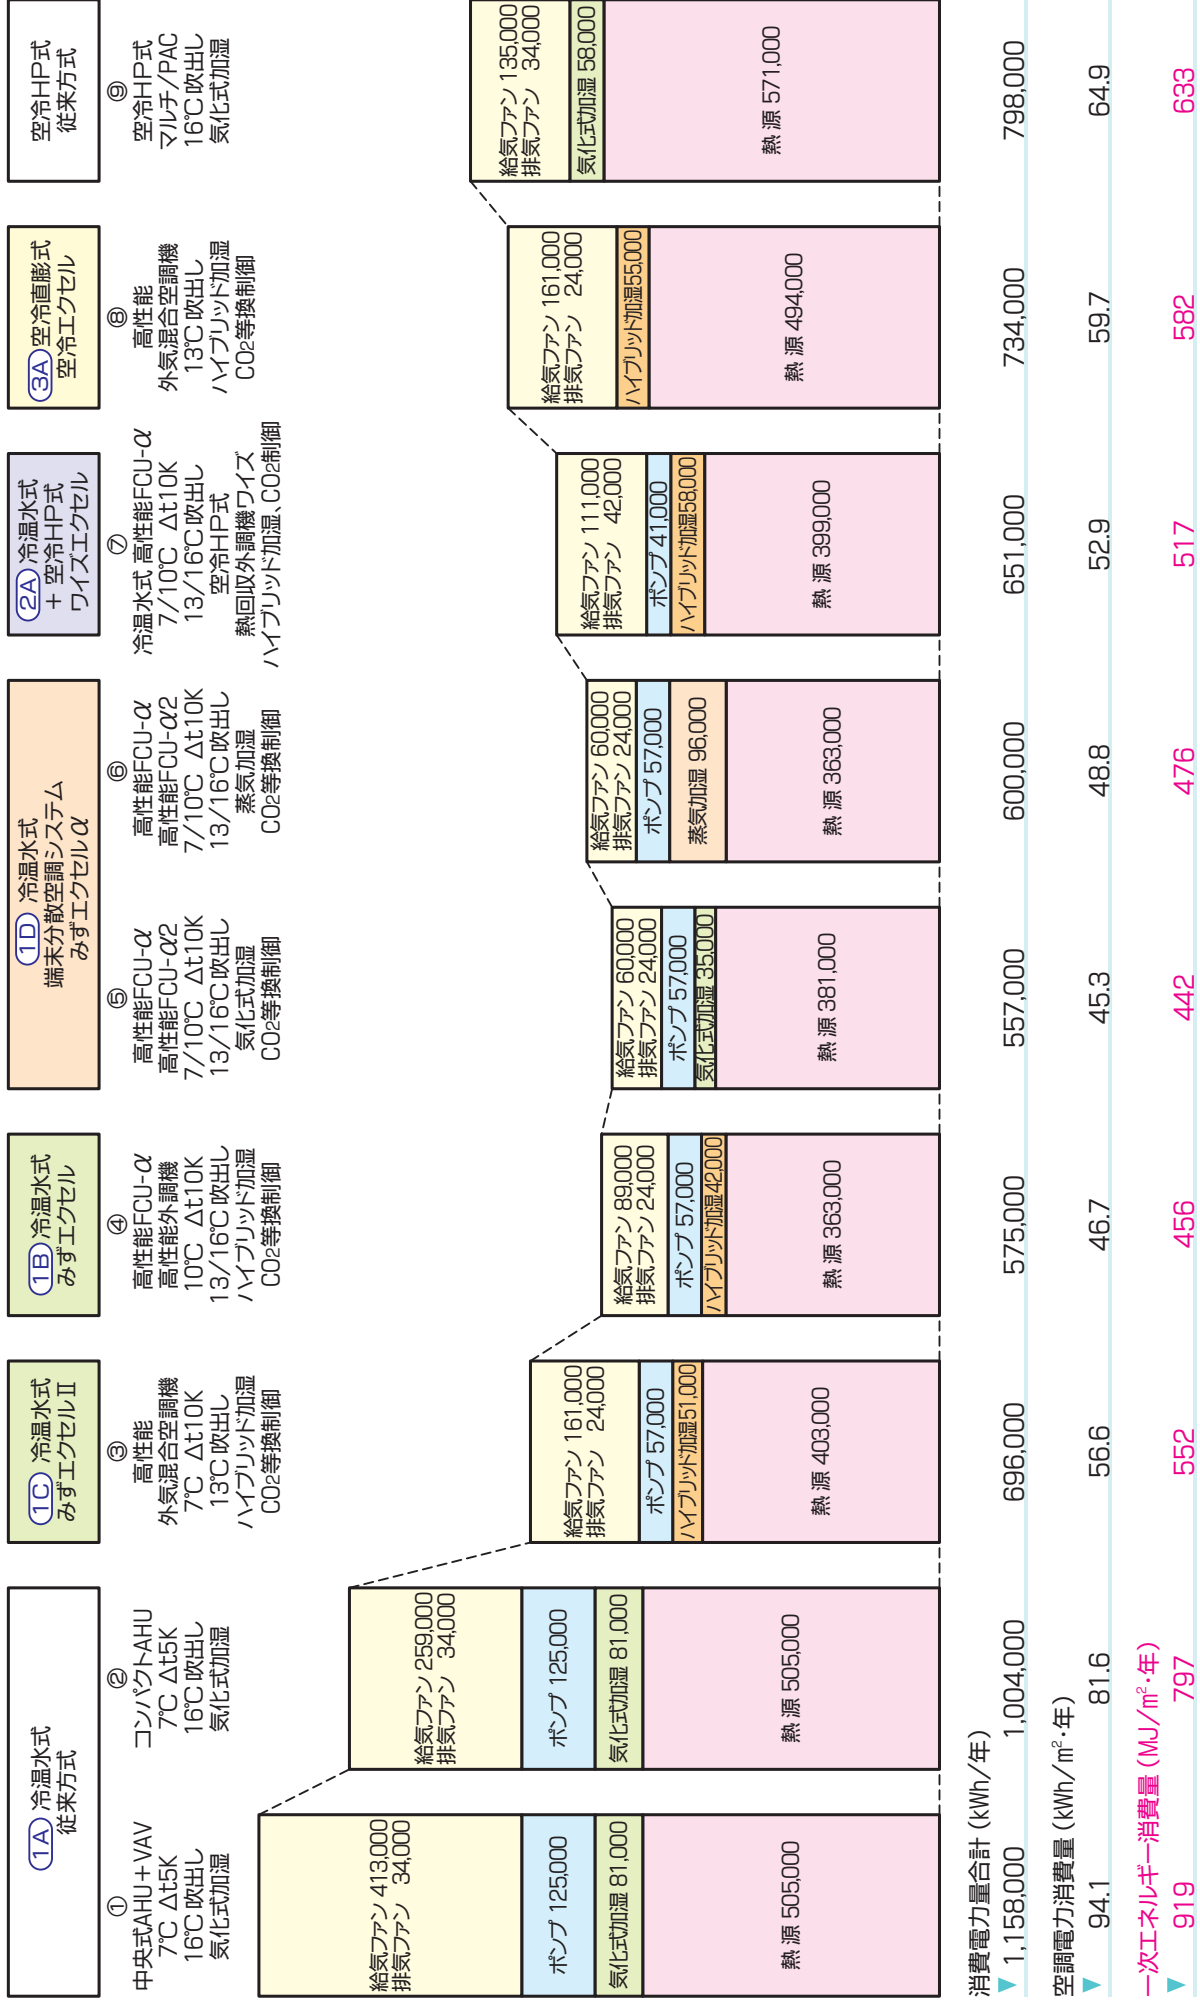 1A 冷温水式
従来方式
①
中央式AHU+VAV
7℃ Δt5K
16℃吹出し
気化式加湿
②
コンパクトAHU
7℃ Δt5K
16℃吹出し
気化式加湿
1C 冷温水式
みずエクセルⅡ
③
高性能
外気混合空調機
7℃ Δt10K
13℃吹出し
ハイブリッド加湿
CO2等換制御
1B 冷温水式
みずエクセル
④
高性能FCU-α
高性能外調機
10℃ Δt10K
13/16℃吹出し
ハイブリッド加湿
CO2等換制御
1D 冷温水式
端末分散空調システム
みずエクセルα
⑤
高性能FCU-α
高性能FCU-α2
7/10℃ Δt10K
13/16℃吹出し
気化式加湿
CO2等換制御
⑥
高性能FCU-α
高性能FCU-α2
7/10℃ Δt10K
13/16℃吹出し
蒸気加湿
CO2等換制御
2A 冷温水式
+ 空冷HP式
ワイズエクセル
⑦
冷温水式 高性能FCU-α
7/10℃ Δt10K
13/16℃吹出し
空冷HP式
熱回収外調機ワイズ
ハイブリッド加湿、CO2制御
3A 空冷直膨式
空冷エクセル
⑧
高性能
外気混合空調機
13℃吹出し
ハイブリッド加湿
CO2等換制御
空冷HP式
従来方式
⑨
空冷HP式
マルチ/PAC
16℃吹出し
気化式加湿
給気ファン 413,000
排気ファン 34,000
ポンプ 125,000
気化式加湿 81,000
熱 源 505,000
給気ファン 259,000
排気ファン 34,000
ポンプ 125,000
気化式加湿 81,000
熱 源 505,000
給気ファン 161,000
排気ファン 24,000
ポンプ 57,000
ハイブリッド加湿51,000
熱 源 403,000
給気ファン 89,000
排気ファン 24,000
ポンプ 57,000
ハイブリッド加湿42,000
熱 源 363,000
給気ファン 60,000
排気ファン 24,000
ポンプ 57,000
気化式加湿 35,000
熱 源 381,000
給気ファン 60,000
排気ファン 24,000
ポンプ 57,000
蒸気加湿 96,000
熱 源 363,000
給気ファン 111,000
排気ファン 42,000
ポンプ 41,000
ハイブリッド加湿58,000
熱 源 399,000
給気ファン 161,000
排気ファン 24,000
ハイブリッド加湿55,000
熱 源 494,000
給気ファン 135,000
排気ファン 34,000
気化式加湿 58,000
熱 源 571,000
消費電力量合計 (kWh/年)
▼ 1,158,000 1,004,000 696,000 575,000 557,000 600,000 651,000 734,000 798,000
空調電力消費量 (kWh/m²・年)
▼ 94.1 81.6 56.6 46.7 45.3 48.8 52.9 59.7 64.9
一次エネルギー消費量 (MJ/m²・年)
▼ 919 797 552 456 442 476 517 582 633